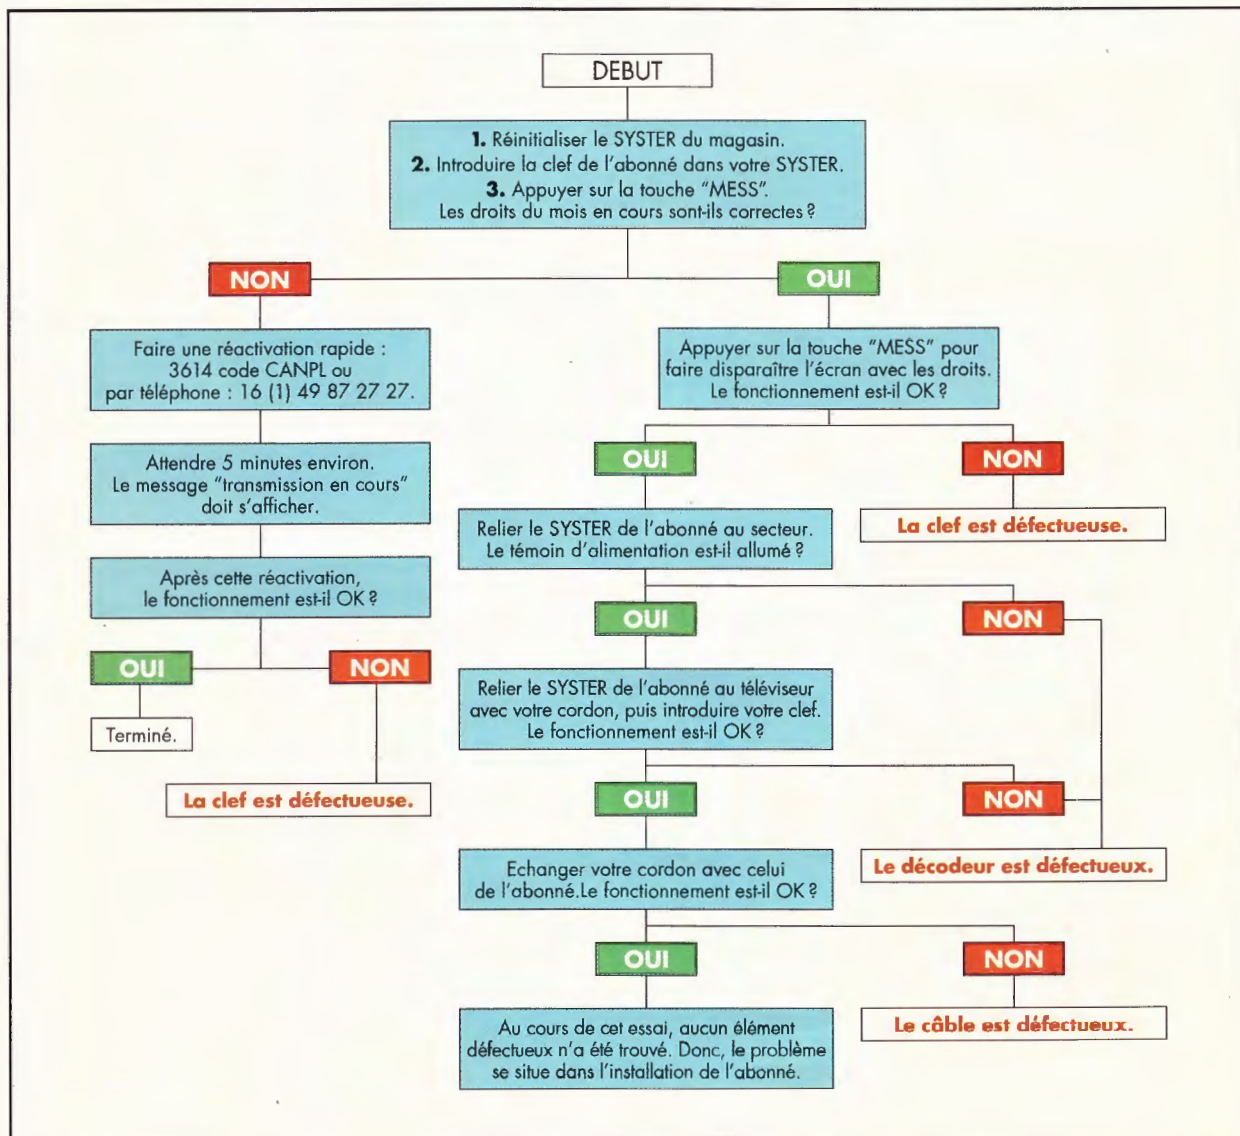 DEBUT
1. Réinitialiser le SYSTER du magasin.
2. Introduire la clef de l'abonné dans votre SYSTER.
3. Appuyer sur la touche "MESS".
Les droits du mois en cours sont-ils correctes ?
NON
Faire une réactivation rapide :
3614 code CANPL ou
par téléphone : 16 (1) 49 87 27 27.
Attendre 5 minutes environ.
Le message "transmission en cours"
doit s'afficher.
Après cette réactivation,
le fonctionnement est-il OK ?
OUI
Terminé.
NON
La clef est défectueuse.
OUI
Appuyer sur la touche "MESS" pour
faire disparaître l'écran avec les droits.
Le fonctionnement est-il OK ?
OUI
NON
La clef est défectueuse.
Relier le SYSTER de l'abonné au secteur.
Le témoin d'alimentation est-il allumé ?
OUI
NON
Relier le SYSTER de l'abonné au téléviseur
avec votre cordon, puis introduire votre clef.
Le fonctionnement est-il OK ?
OUI
NON
Le décodeur est défectueux.
Echanger votre cordon avec celui
de l'abonné.Le fonctionnement est-il OK ?
OUI
NON
Le câble est défectueux.
Au cours de cet essai, aucun élément
défectueux n'a été trouvé. Donc, le problème
se situe dans l'installation de l'abonné.